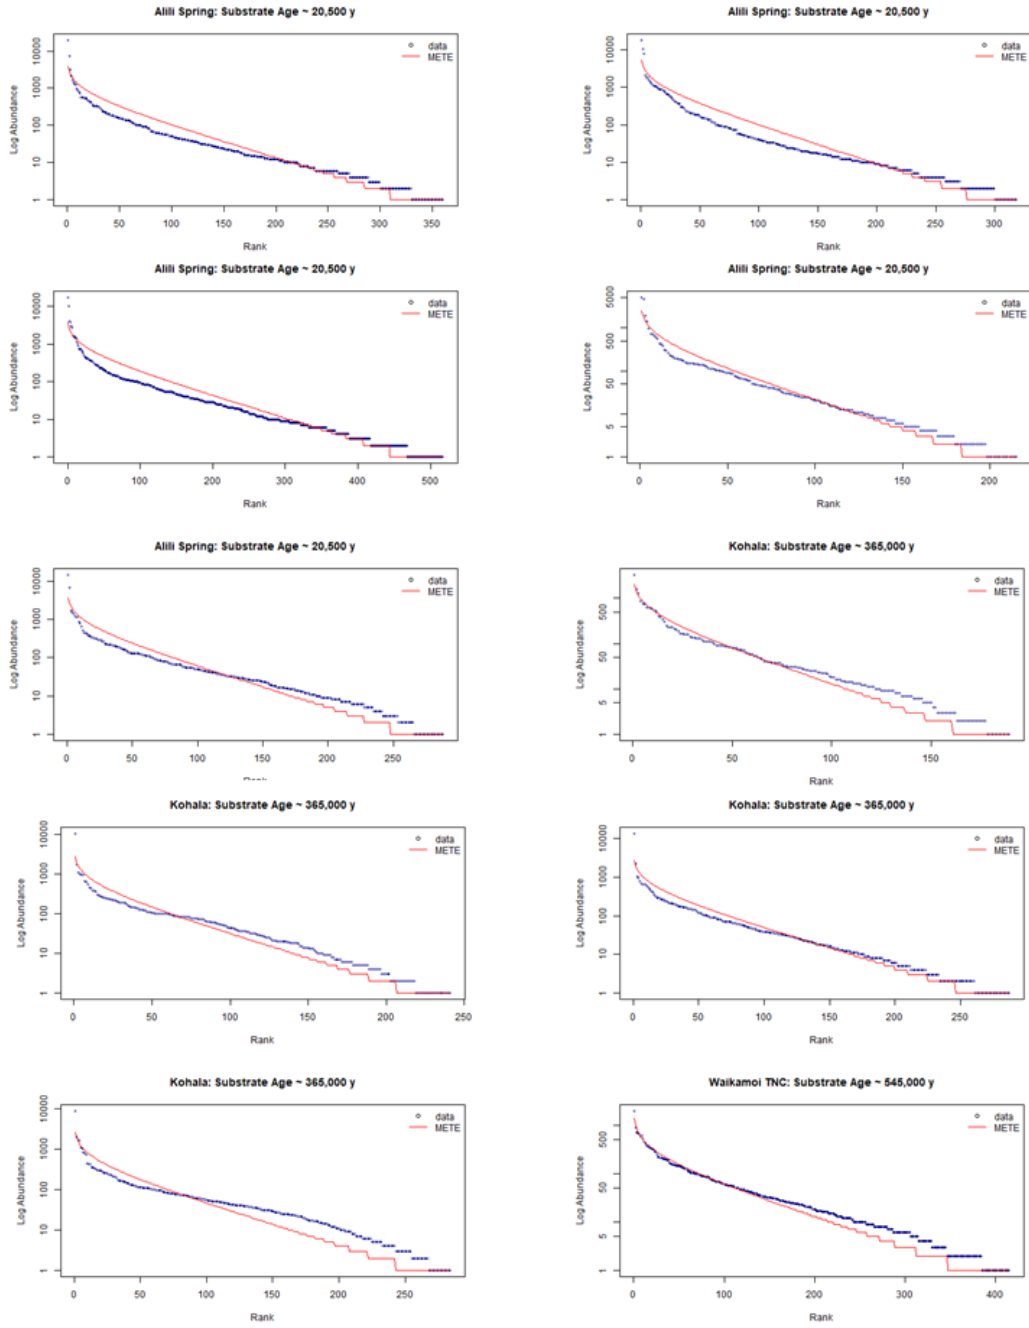 Alili Spring: Substrate Age ~ 20,500 y
Log Abundance
1 10 100 1000 10000
data
METE
0 50 100 150 200 250 300 350
Rank
Alili Spring: Substrate Age ~ 20,500 y
Log Abundance
1 10 100 1000 10000
data
METE
0 50 100 150 200 250 300
Rank
Alili Spring: Substrate Age ~ 20,500 y
Log Abundance
1 10 100 1000 10000
data
METE
0 100 200 300 400 500
Rank
Alili Spring: Substrate Age ~ 20,500 y
Log Abundance
1 5 50 500 5000
data
METE
0 50 100 150 200
Rank
Alili Spring: Substrate Age ~ 20,500 y
Log Abundance
1 10 100 1000 10000
data
METE
0 50 100 150 200 250
Rank
Kohala: Substrate Age ~ 365,000 y
Log Abundance
1 5 50 500
data
METE
0 50 100 150
Rank
Kohala: Substrate Age ~ 365,000 y
Log Abundance
1 10 100 1000 10000
data
METE
0 50 100 150 200 250
Rank
Kohala: Substrate Age ~ 365,000 y
Log Abundance
1 10 100 1000 10000
data
METE
0 50 100 150 200 250
Rank
Kohala: Substrate Age ~ 365,000 y
Log Abundance
1 10 100 1000 10000
data
METE
0 50 100 150 200 250
Rank
Waikamoi TNC: Substrate Age ~ 545,000 y
Log Abundance
1 5 50 500
data
METE
0 100 200 300 400
Rank